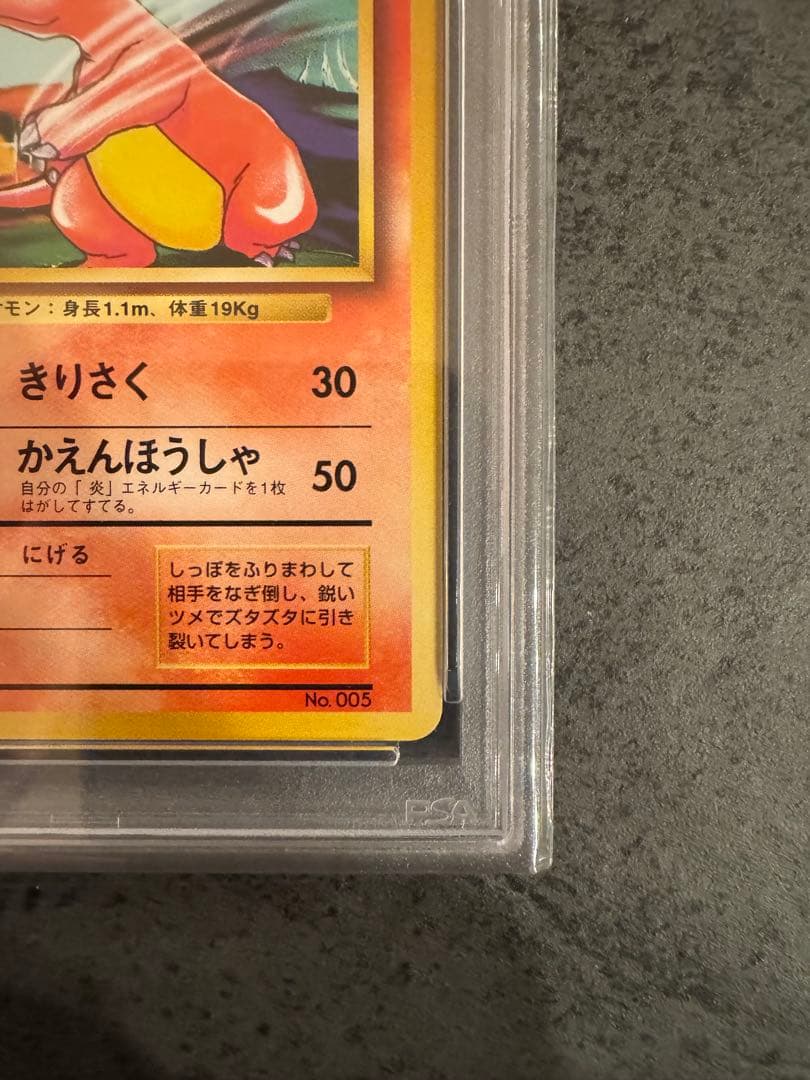 モン：身長1.1m、体重19Kg
きりさく 30
かえんほうしゃ 50
自分の「炎」エネルギーカードを1枚
はがしてすてる。
にげる
しっぽをふりまわして
相手をなぎ倒し、鋭い
ツメでズタズタに引き
裂いてしまう。
No. 005
PSA